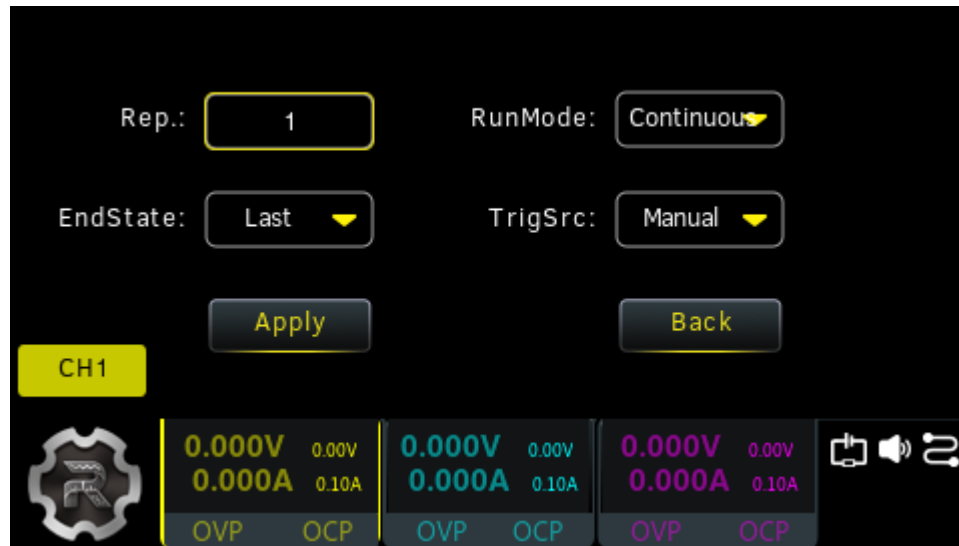 Rep.: 1 RunMode: Continuous
EndState: Last TrigSrc: Manual
Apply Back
CH1
0.000V 0.00V 0.000V 0.00V 0.000V 0.00V
0.000A 0.10A 0.000A 0.10A 0.000A 0.10A
OVP OCP OVP OCP OVP OCP